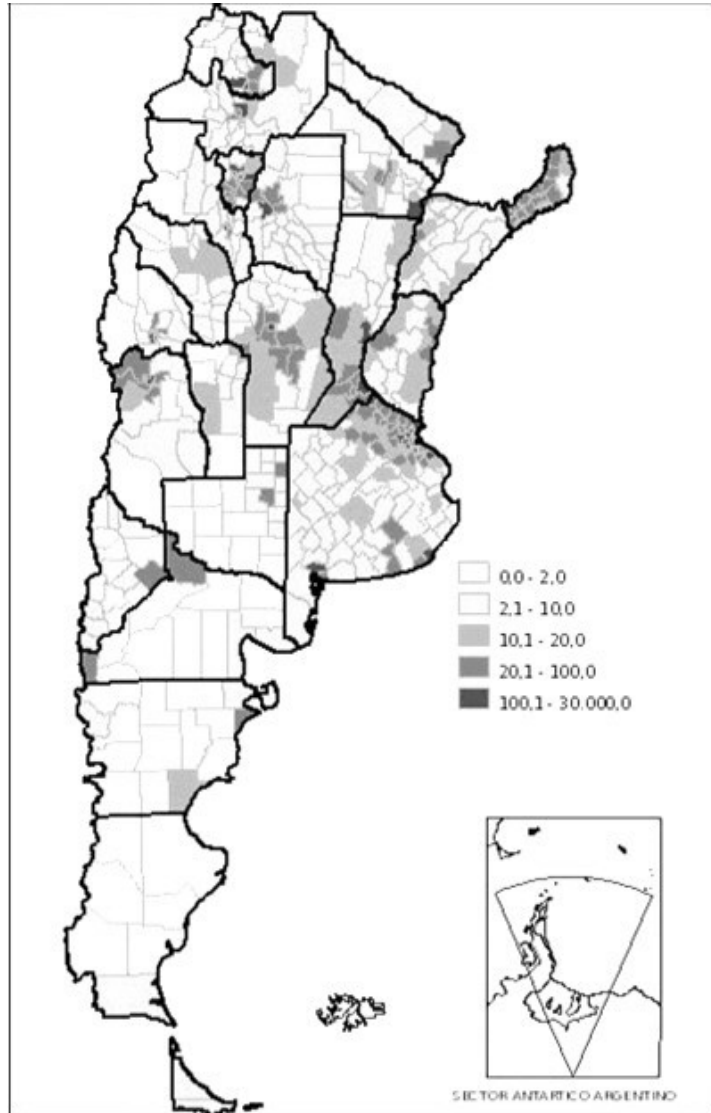 0,0 - 2,0
2,1 - 10,0
10,1 - 20,0
20,1 - 100,0
100,1 - 30.000,0
SECTOR ANTARTICO ARGENTINO